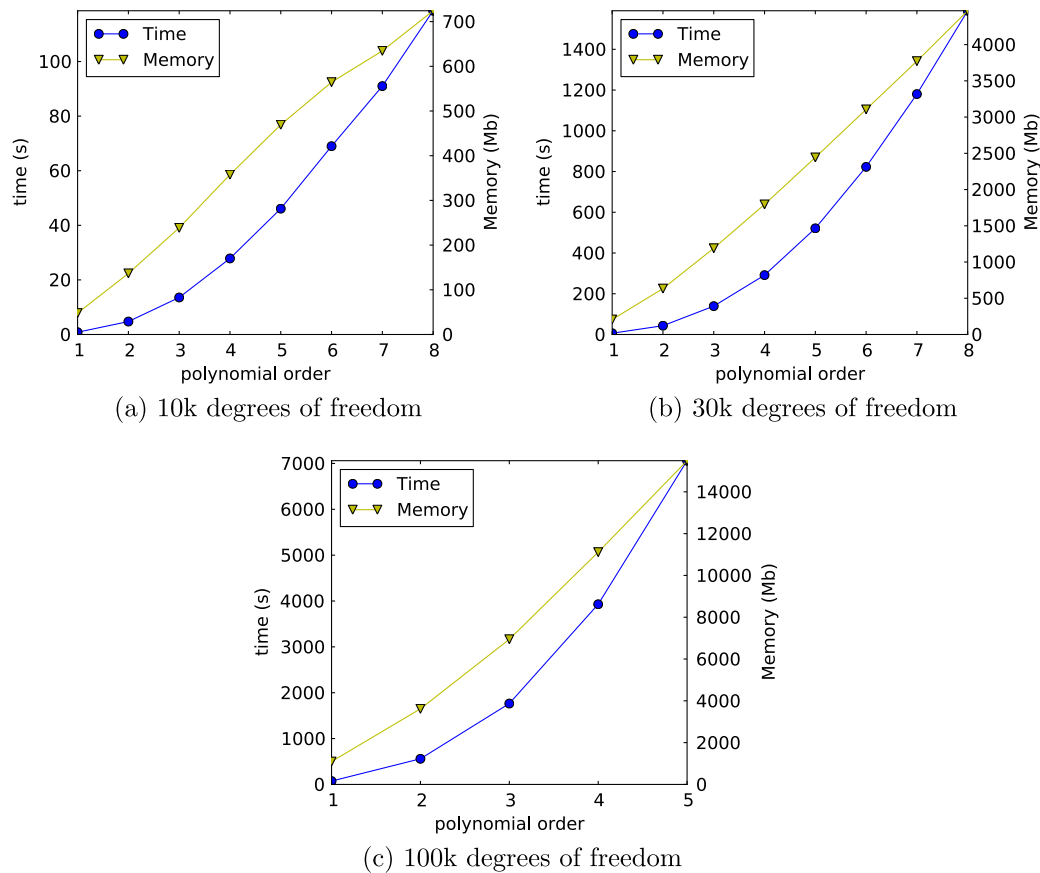 Time
Memory
100
80
60
40
20
0
time (s)
700
600
500
400
300
200
100
0
Memory (Mb)
1 2 3 4 5 6 7 8
polynomial order
(a) 10k degrees of freedom
Time
Memory
1400
1200
1000
800
600
400
200
0
time (s)
4000
3500
3000
2500
2000
1500
1000
500
0
Memory (Mb)
1 2 3 4 5 6 7 8
polynomial order
(b) 30k degrees of freedom
Time
Memory
7000
6000
5000
4000
3000
2000
1000
0
time (s)
14000
12000
10000
8000
6000
4000
2000
0
Memory (Mb)
1 2 3 4 5
polynomial order
(c) 100k degrees of freedom